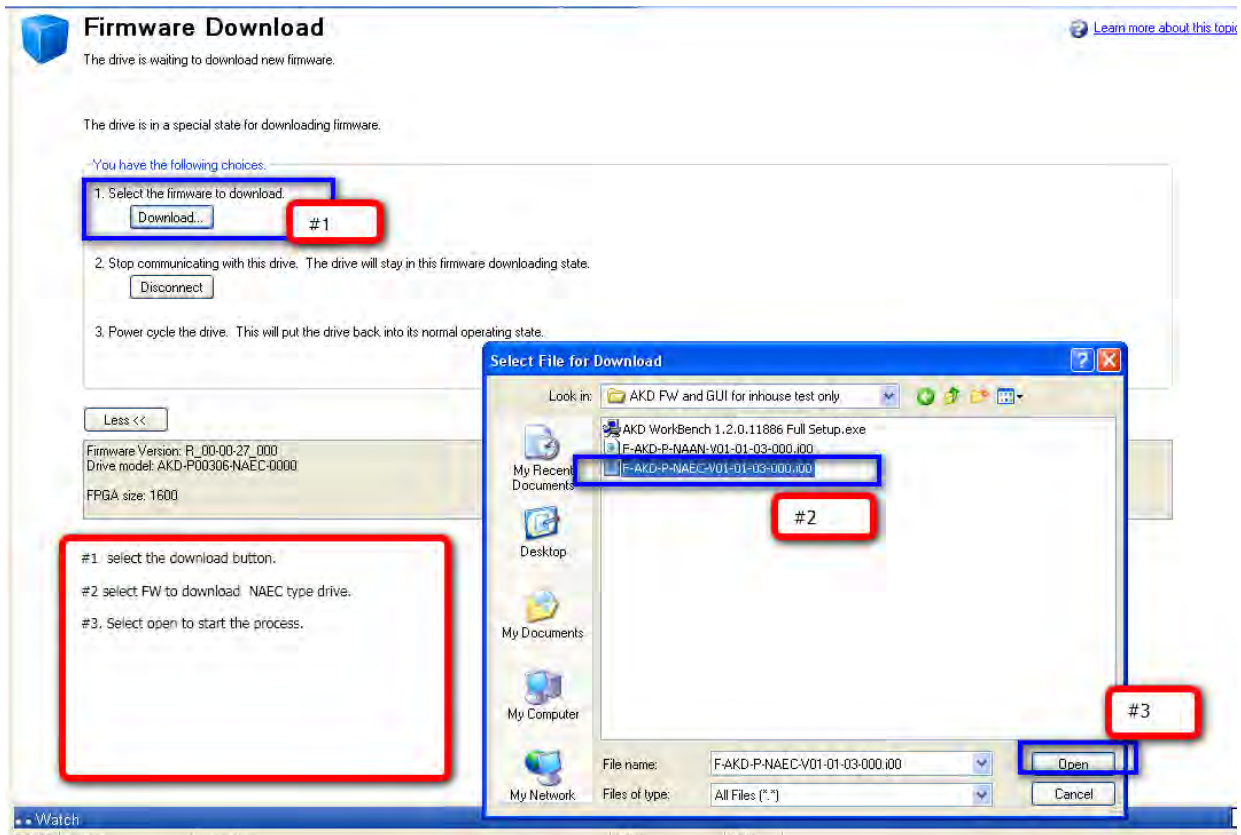 Firmware Download
Learn more about this topic
The drive is waiting to download new firmware.
The drive is in a special state for downloading firmware.
You have the following choices.
1. Select the firmware to download.
Download...
#1
2. Stop communicating with this drive. The drive will stay in this firmware downloading state.
Disconnect
3. Power cycle the drive. This will put the drive back into its normal operating state.
Less <<
Firmware Version: R_00-00-27_000
Drive model: AKD-P00306-NAEC-0000
FPGA size: 1600
#1 select the download button.
#2 select FW to download NAEC type drive.
#3. Select open to start the process.
Select File for Download
Look in:
AKD FW and GUI for inhouse test only
AKD WorkBench 1.2.0.11886 Full Setup.exe
F-AKD-P-NAAN-V01-01-03-000.i00
F-AKD-P-NAEC-V01-01-03-000.i00
#2
My Recent
Documents
Desktop
My Documents
My Computer
My Network
#3
File name:
F-AKD-P-NAEC-V01-01-03-000.i00
Open
Files of type:
All Files (*.*)
Cancel
Watch